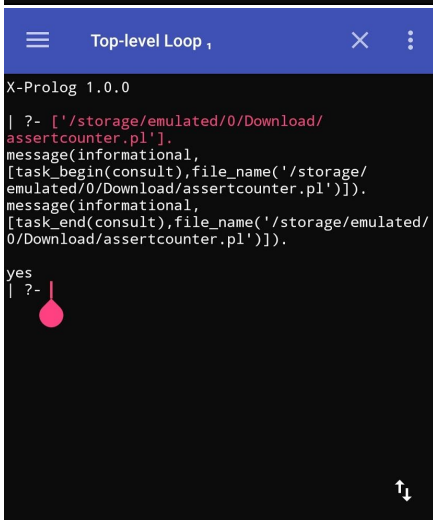 Top-level Loop 1
X-Prolog 1.0.0
| ?- ['/storage/emulated/0/Download/
assertcounter.pl'].
message(informational,
[task_begin(consult),file_name('/storage/
emulated/0/Download/assertcounter.pl')]).
message(informational,
[task_end(consult),file_name('/storage/emulated/
0/Download/assertcounter.pl')]).
yes
| ?-